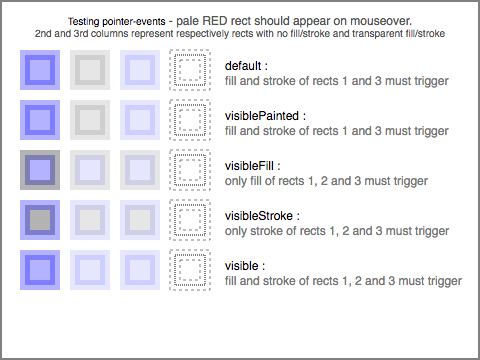 Testing pointer-events - pale RED rect should appear on mouseover.
2nd and 3rd columns represent respectively rects with no fill/stroke and transparent fill/stroke
default :
fill and stroke of rects 1 and 3 must trigger
visiblePainted :
fill and stroke of rects 1 and 3 must trigger
visibleFill :
only fill of rects 1, 2 and 3 must trigger
visibleStroke :
only stroke of rects 1, 2 and 3 must trigger
visible :
fill and stroke of rects 1, 2 and 3 must trigger